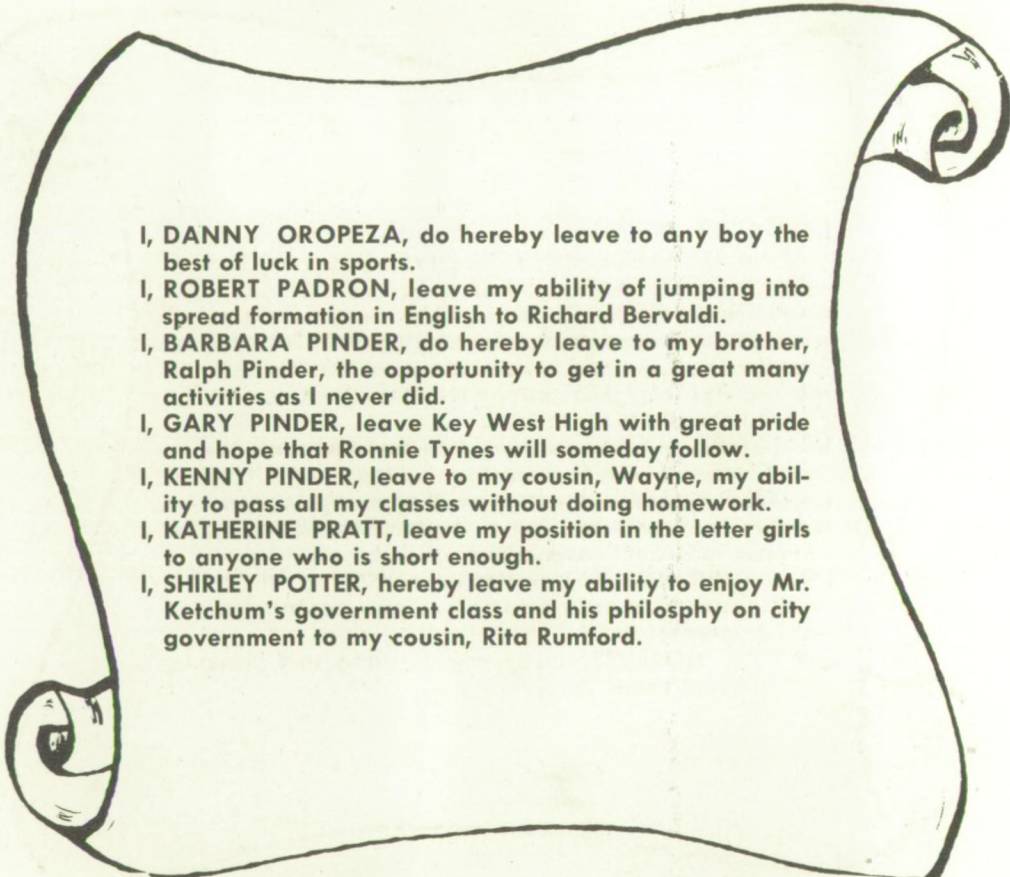 I, DANNY OROPEZA, do hereby leave to any boy the
best of luck in sports.
I, ROBERT PADRON, leave my ability of jumping into
spread formation in English to Richard Bervaldi.
I, BARBARA PINDER, do hereby leave to my brother,
Ralph Pinder, the opportunity to get in a great many
activities as I never did.
I, GARY PINDER, leave Key West High with great pride
and hope that Ronnie Tynes will someday follow.
I, KENNY PINDER, leave to my cousin, Wayne, my abil-
ity to pass all my classes without doing homework.
I, KATHERINE PRATT, leave my position in the letter girls
to anyone who is short enough.
I, SHIRLEY POTTER, hereby leave my ability to enjoy Mr.
Ketchum's government class and his philosphy on city
government to my cousin, Rita Rumford.